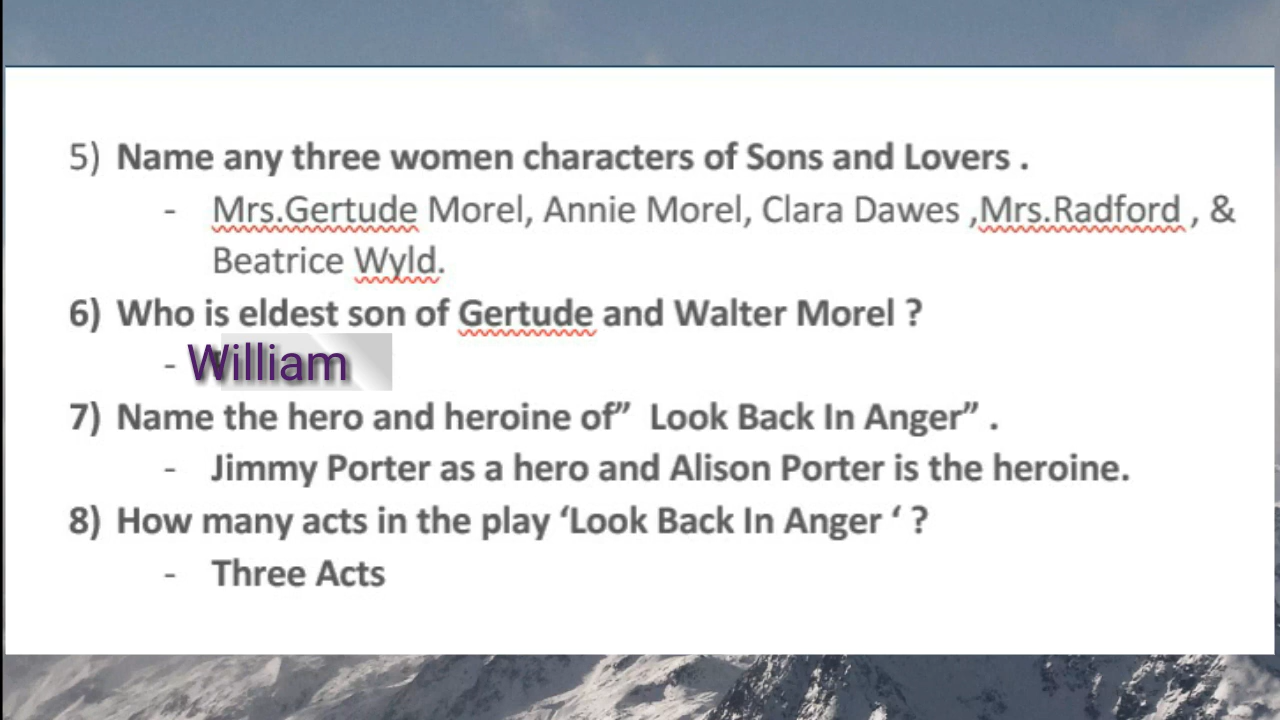 5) Name any three women characters of Sons and Lovers .
- Mrs.Gertude Morel, Annie Morel, Clara Dawes ,Mrs.Radford , &
Beatrice Wyld.
6) Who is eldest son of Gertude and Walter Morel ?
- William
7) Name the hero and heroine of” Look Back In Anger” .
- Jimmy Porter as a hero and Alison Porter is the heroine.
8) How many acts in the play ‘Look Back In Anger ‘ ?
- Three Acts